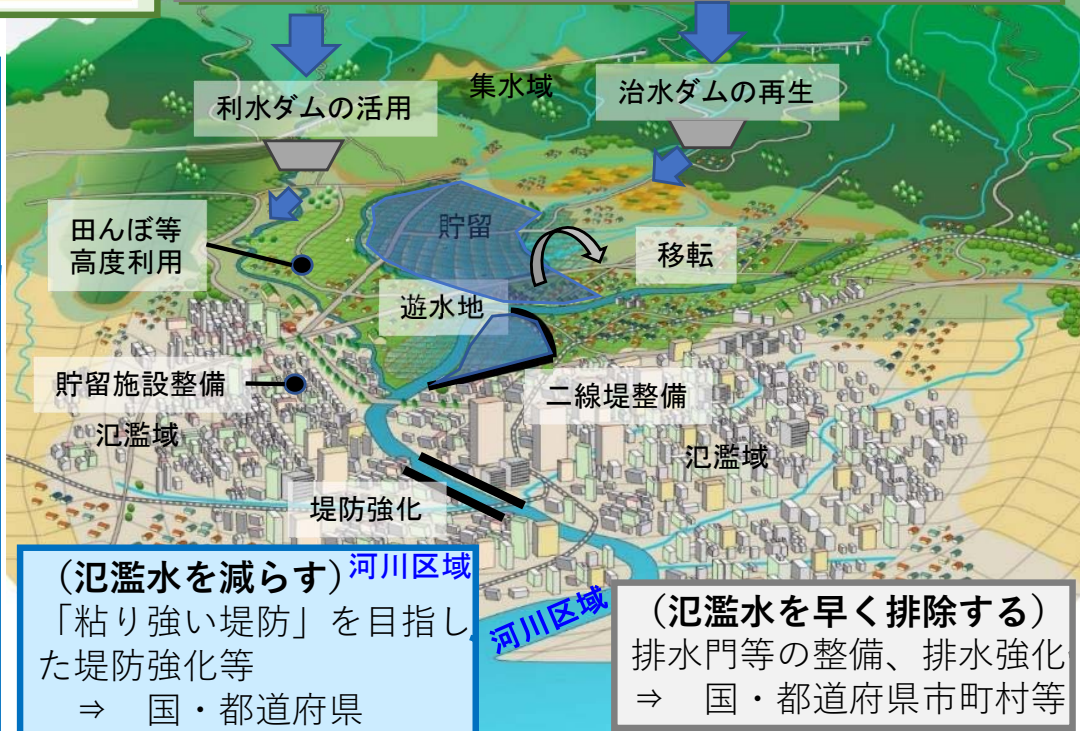 集水域
利水ダムの活用
治水ダムの再生
貯留
田んぼ等
高度利用
移転
遊水地
貯留施設整備
二線堤整備
氾濫域
氾濫域
堤防強化
(氾濫水を減らす)
河川区域
「粘り強い堤防」を目指し
た堤防強化等
⇒ 国・都道府県
河川区域
(氾濫水を早く排除する)
排水門等の整備、排水強化
⇒ 国・都道府県市町村等